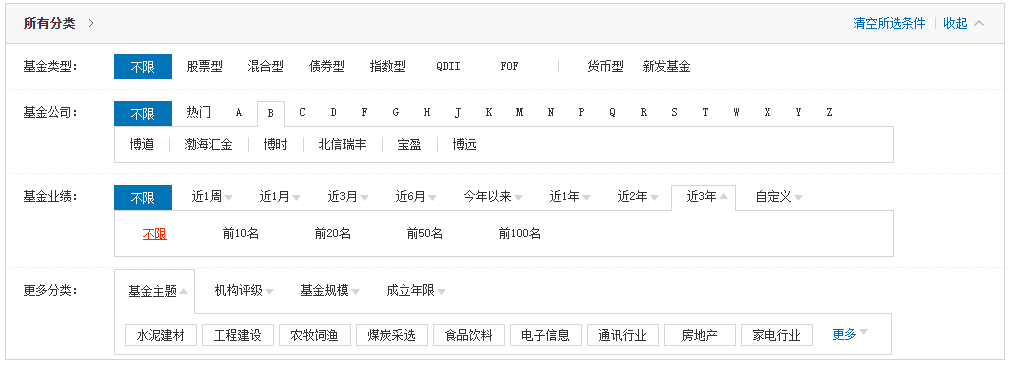 所有分类 > 清空所选条件 收起
基金类型: 不限 股票型 混合型 债券型 指数型 QDII FOF 货币型 新发基金
基金公司: 不限 热门 A B C D F G H J K M N P Q R S T W X Y Z
博道 渤海汇金 博时 北信瑞丰 宝盈 博远
基金业绩: 不限 近1周 近1月 近3月 近6月 今年以来 近1年 近2年 近3年 自定义
不限 前10名 前20名 前50名 前100名
更多分类: 基金主题 机构评级 基金规模 成立年限
水泥建材 工程建设 农牧饲渔 煤炭采选 食品饮料 电子信息 通讯行业 房地产 家电行业 更多